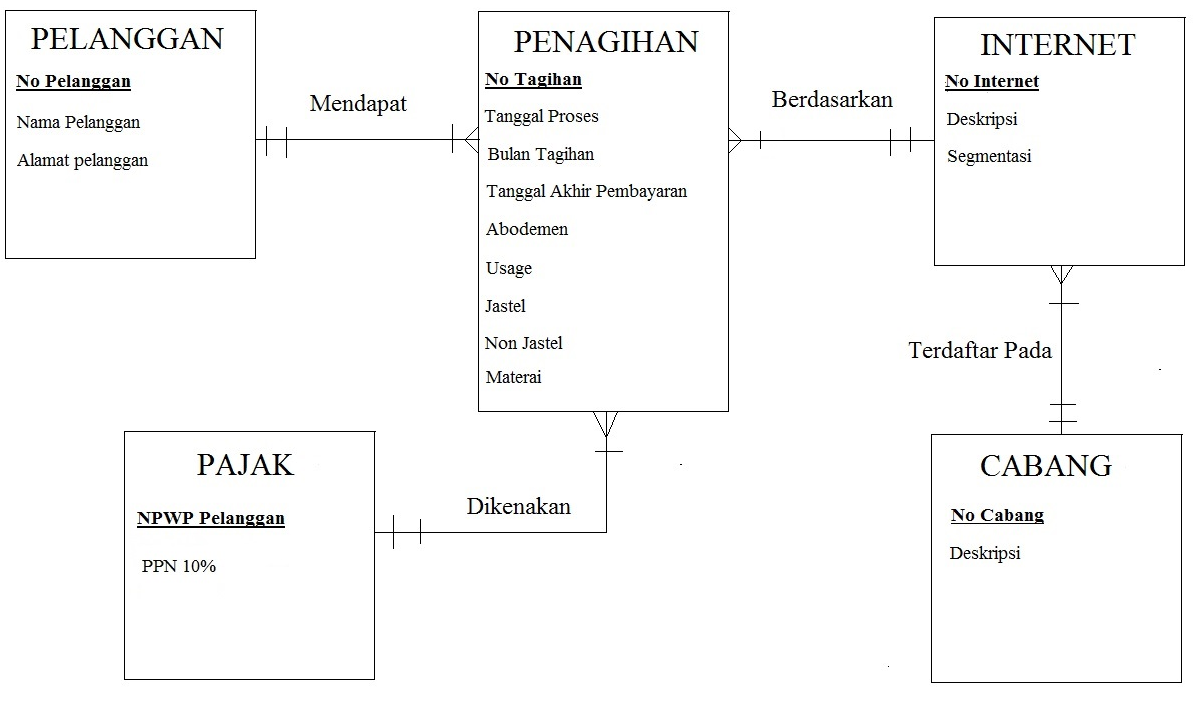 PELANGGAN
No Pelanggan
Nama Pelanggan
Alamat pelanggan
Mendapat
PENAGIHAN
No Tagihan
Tanggal Proses
Bulan Tagihan
Tanggal Akhir Pembayaran
Abodemen
Usage
Jastel
Non Jastel
Materai
Berdasarkan
INTERNET
No Internet
Deskripsi
Segmentasi
Terdaftar Pada
PAJAK
NPWP Pelanggan
PPN 10%
Dikenakan
CABANG
No Cabang
Deskripsi